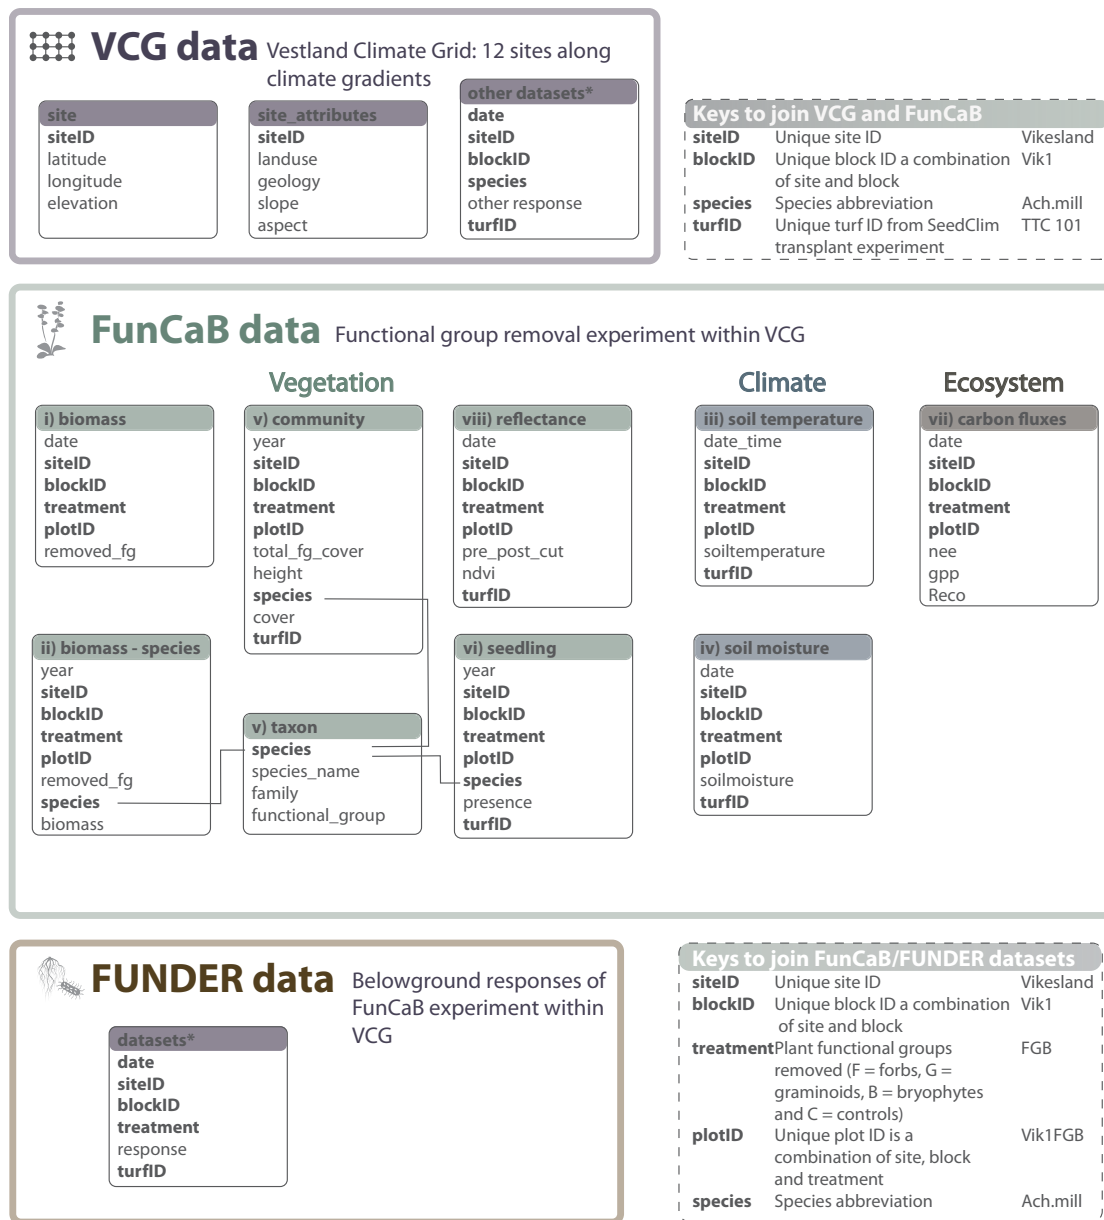 VCG data Vestland Climate Grid: 12 sites along
climate gradients
site
siteID
latitude
longitude
elevation
site_attributes
siteID
landuse
geology
slope
aspect
other datasets*
date
siteID
blockID
species
other response
turfID
Keys to join VCG and FunCaB
siteID Unique site ID Vikesland
blockID Unique block ID a combination Vik1
of site and block
species Species abbreviation Ach.mill
turfID Unique turf ID from SeedClim TTC 101
transplant experiment
FunCaB data Functional group removal experiment within VCG
Vegetation
i) biomass
date
siteID
blockID
treatment
plotID
removed_fg
v) community
year
siteID
blockID
treatment
plotID
total_fg_cover
height
species
cover
turfID
viii) reflectance
date
siteID
blockID
treatment
plotID
pre_post_cut
ndvi
turfID
ii) biomass - species
year
siteID
blockID
treatment
plotID
removed_fg
species
biomass
v) taxon
species
species_name
family
functional_group
vi) seedling
year
siteID
blockID
treatment
plotID
species
presence
turfID
Climate
iii) soil temperature
date_time
siteID
blockID
treatment
plotID
soiltemperature
turfID
iv) soil moisture
date
siteID
blockID
treatment
plotID
soilmoisture
turfID
Ecosystem
vii) carbon fluxes
date
siteID
blockID
treatment
plotID
nee
gpp
Reco
FUNDER data Belowground responses of
FunCaB experiment within
VCG
datasets*
date
siteID
blockID
treatment
response
turfID
Keys to join FunCaB/FUNDER datasets
siteID Unique site ID Vikesland
blockID Unique block ID a combination Vik1
of site and block
treatment Plant functional groups FGB
removed (F = forbs, G =
graminoids, B = bryophytes
and C = controls)
plotID Unique plot ID is a Vik1FGB
combination of site, block
and treatment
species Species abbreviation Ach.mill